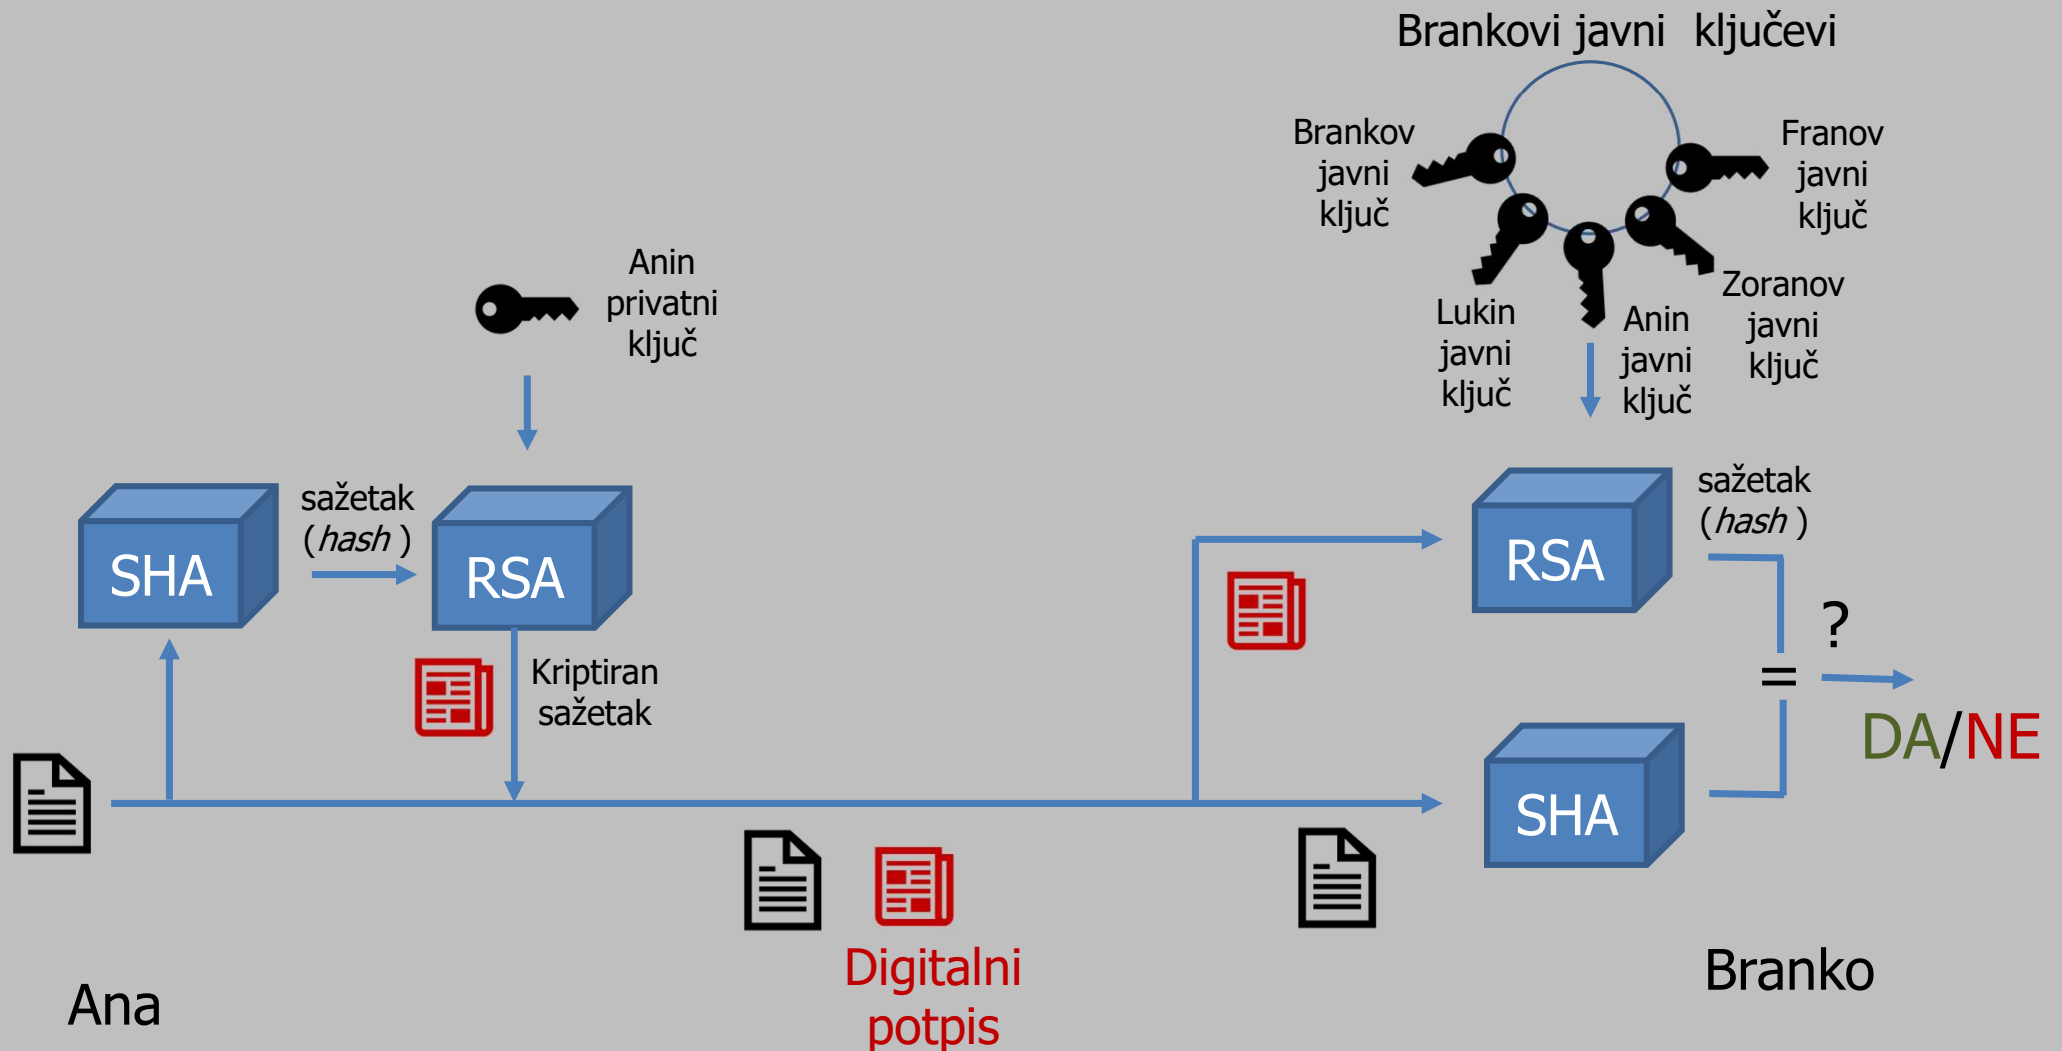 Brankovi javni ključevi
Brankov
javni
ključ
Franov
javni
ključ
Lukin
javni
ključ
Anin
javni
ključ
Zoranov
javni
ključ
Anin
privatni
ključ
SHA
sažetak
(hash )
RSA
Kriptiran
sažetak
RSA
sažetak
(hash )
?
=
DA/NE
SHA
Digitalni
potpis
Ana
Branko